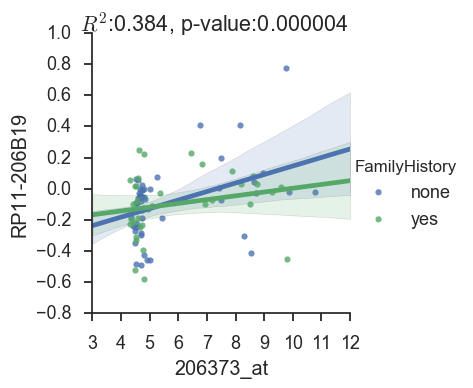 R²:0.384, p-value:0.000004
1.0
0.8
0.6
0.4
0.2
0.0
−0.2
−0.4
−0.6
−0.8
RP11-206B19
3 4 5 6 7 8 9 10 11 12
206373_at
FamilyHistory
none
yes